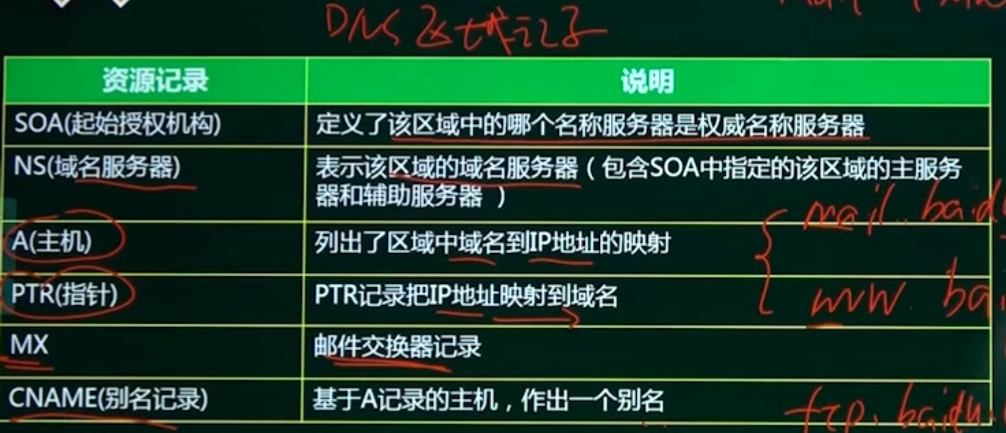 DNS区域记录
资源记录 说明
SOA(起始授权机构) 定义了该区域中的哪个名称服务器是权威名称服务器
NS(域名服务器) 表示该区域的域名服务器（包含SOA中指定的该区域的主服务
器和辅助服务器 ）
mail.baid
A(主机) 列出了区域中域名到IP地址的映射
PTR(指针) PTR记录把IP地址映射到域名
www.ba
MX 邮件交换器记录
CNAME(别名记录) 基于A记录的主机，作出一个别名
ftp.baidu.